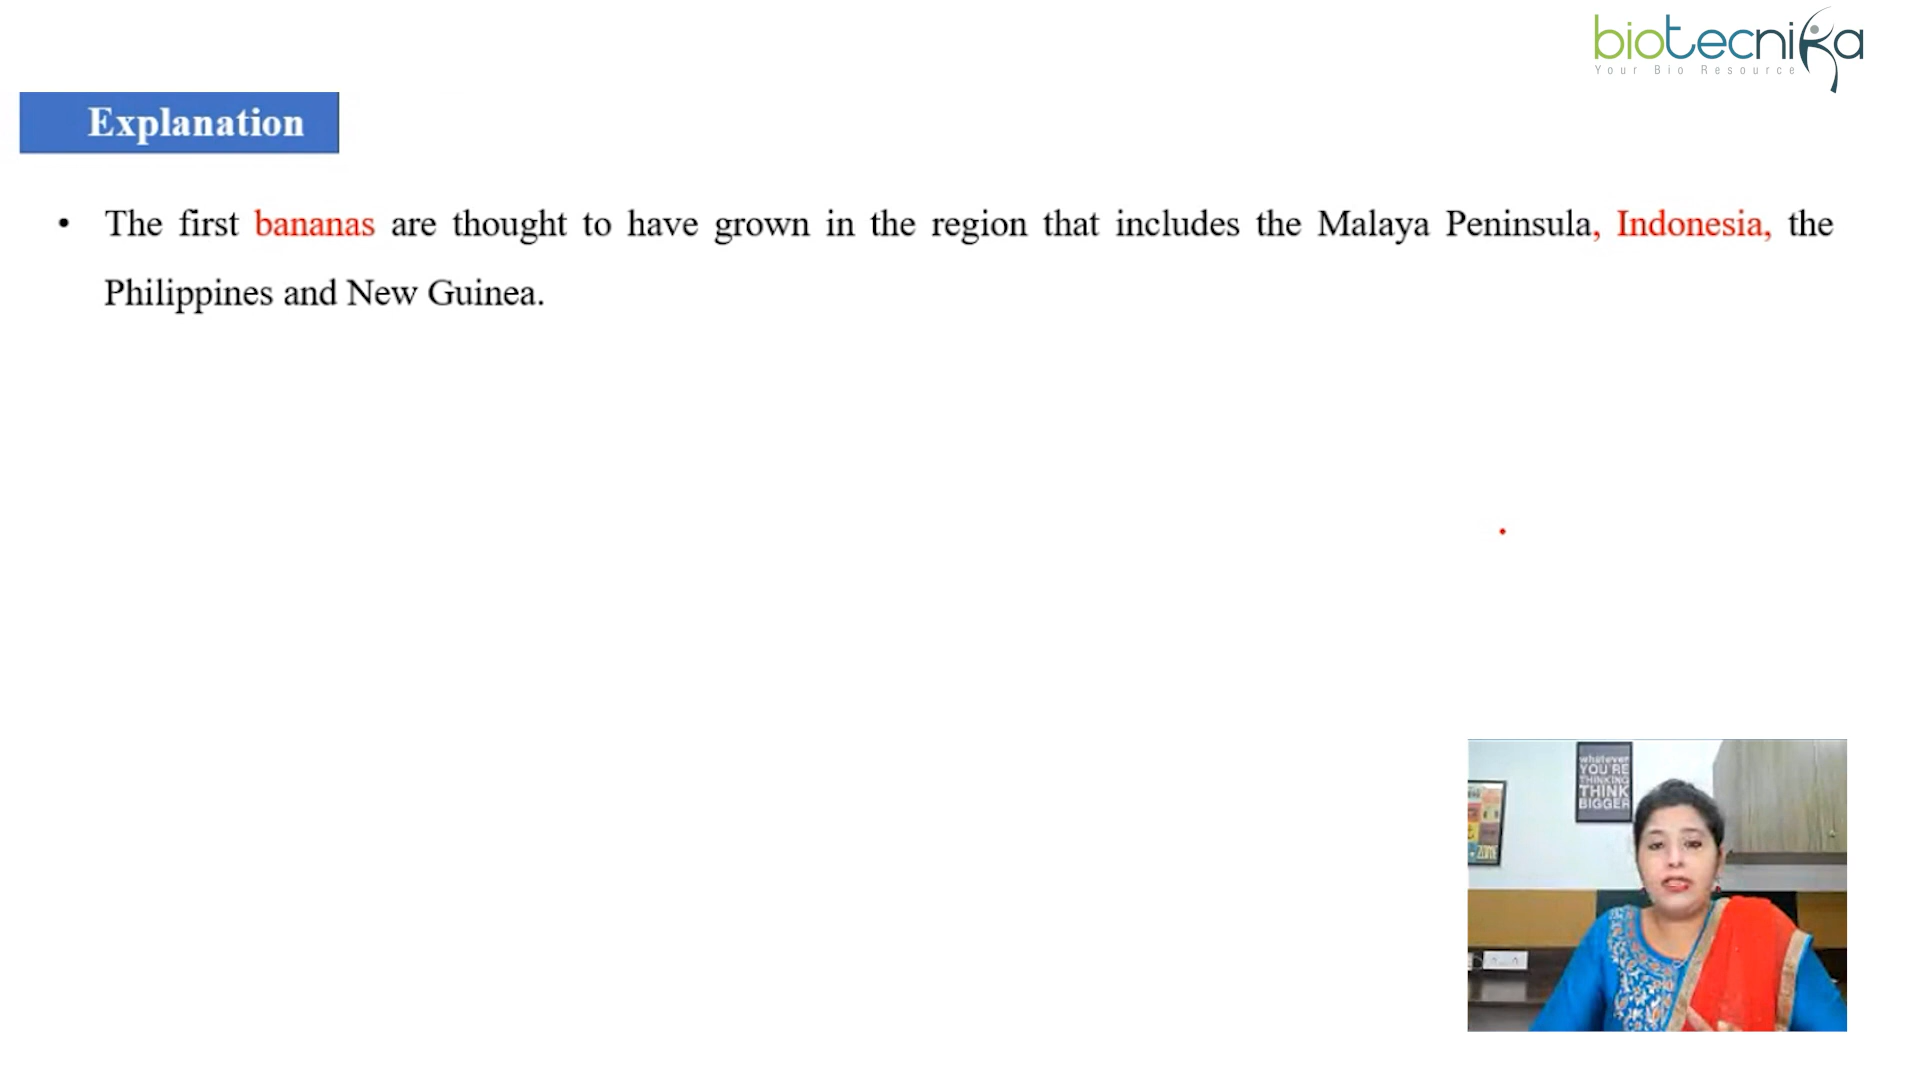 biotecnika
Your Bio Resource
Explanation
• The first bananas are thought to have grown in the region that includes the Malaya Peninsula, Indonesia, the
Philippines and New Guinea.
whatever
YOU'RE
THINKING
THINK
BIGGER